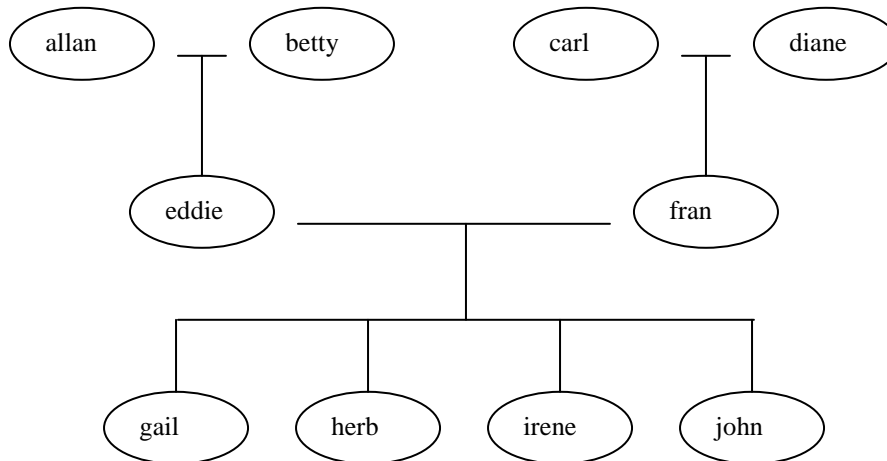 allan betty carl diane
eddie fran
gail herb irene john